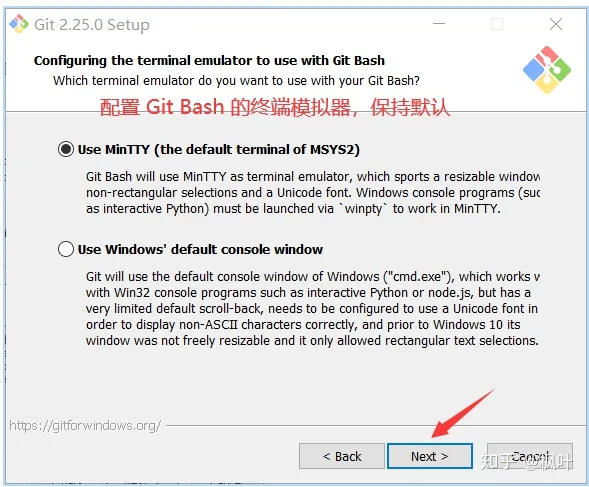 Git 2.25.0 Setup
Configuring the terminal emulator to use with Git Bash
Which terminal emulator do you want to use with your Git Bash?
配置 Git Bash 的终端模拟器，保持默认
Use MinTTY (the default terminal of MSYS2)
Git Bash will use MinTTY as terminal emulator, which sports a resizable window,
non-rectangular selections and a Unicode font. Windows console programs (suc
as interactive Python) must be launched via `winpty` to work in MinTTY.
Use Windows' default console window
Git will use the default console window of Windows ("cmd.exe"), which works w
with Win32 console programs such as interactive Python or node.js, but has a
very limited default scroll-back, needs to be configured to use a Unicode font in
order to display non-ASCII characters correctly, and prior to Windows 10 its
window was not freely resizable and it only allowed rectangular text selections.
https://gitforwindows.org/
< Back
Next >
Cancel
知乎 @枫叶